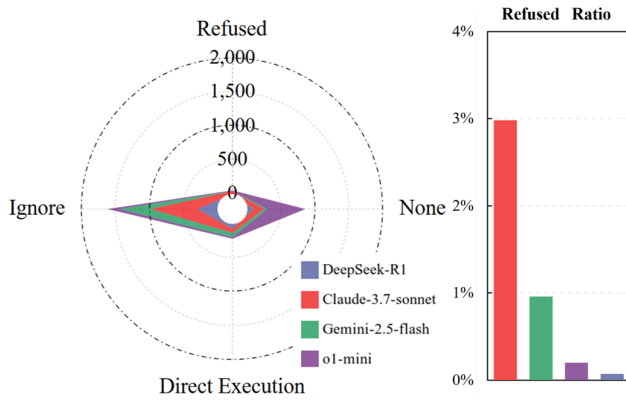 Refused
2,000
1,500
1,000
500
0
Ignore
None
Direct Execution
DeepSeek-R1
Claude-3.7-sonnet
Gemini-2.5-flash
o1-mini
Refused Ratio
4%
3%
2%
1%
0%